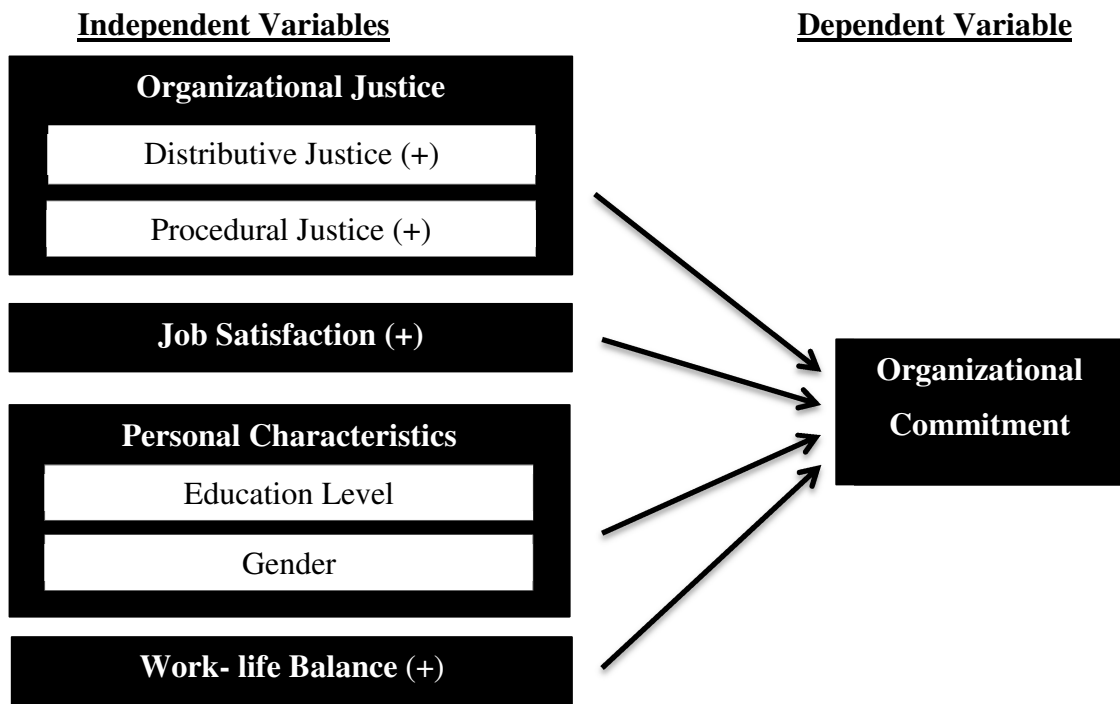 Independent Variables
Organizational Justice
Distributive Justice (+)
Procedural Justice (+)
Job Satisfaction (+)
Personal Characteristics
Education Level
Gender
Work- life Balance (+)
Dependent Variable
Organizational
Commitment